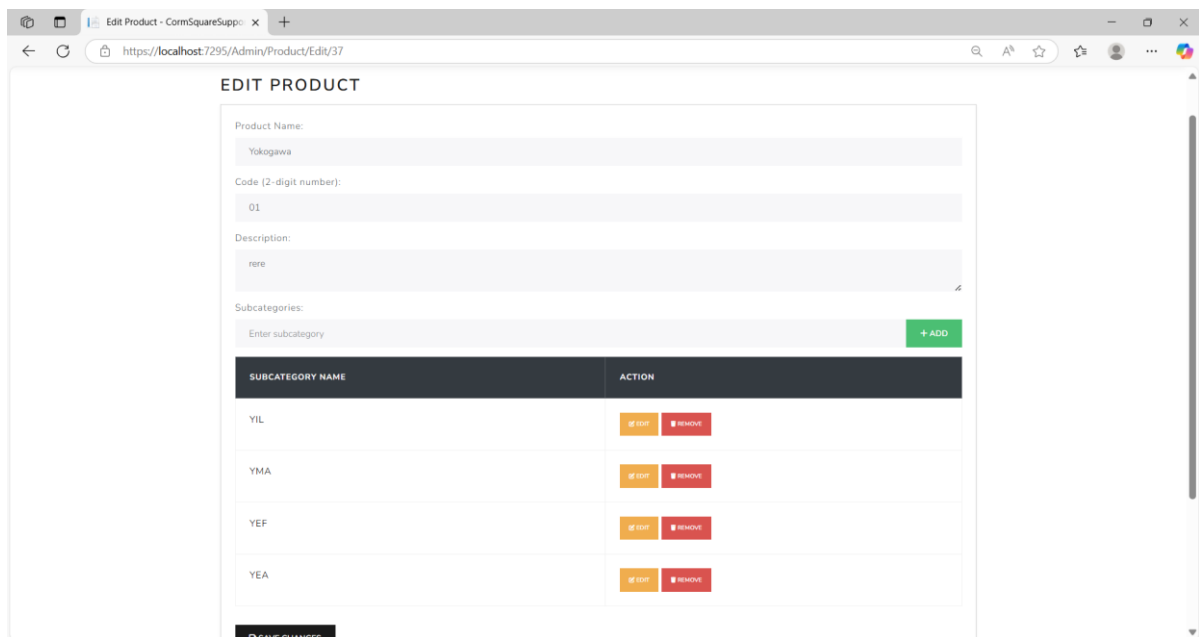 Edit Product - CormSquareSuppo
https://localhost:7295/Admin/Product/Edit/37
EDIT PRODUCT
Product Name:
Yokogawa
Code (2-digit number):
01
Description:
rere
Subcategories:
Enter subcategory + ADD
SUBCATEGORY NAME ACTION
YIL EDIT REMOVE
YMA EDIT REMOVE
YEF EDIT REMOVE
YEA EDIT REMOVE
SAVE CHANGES